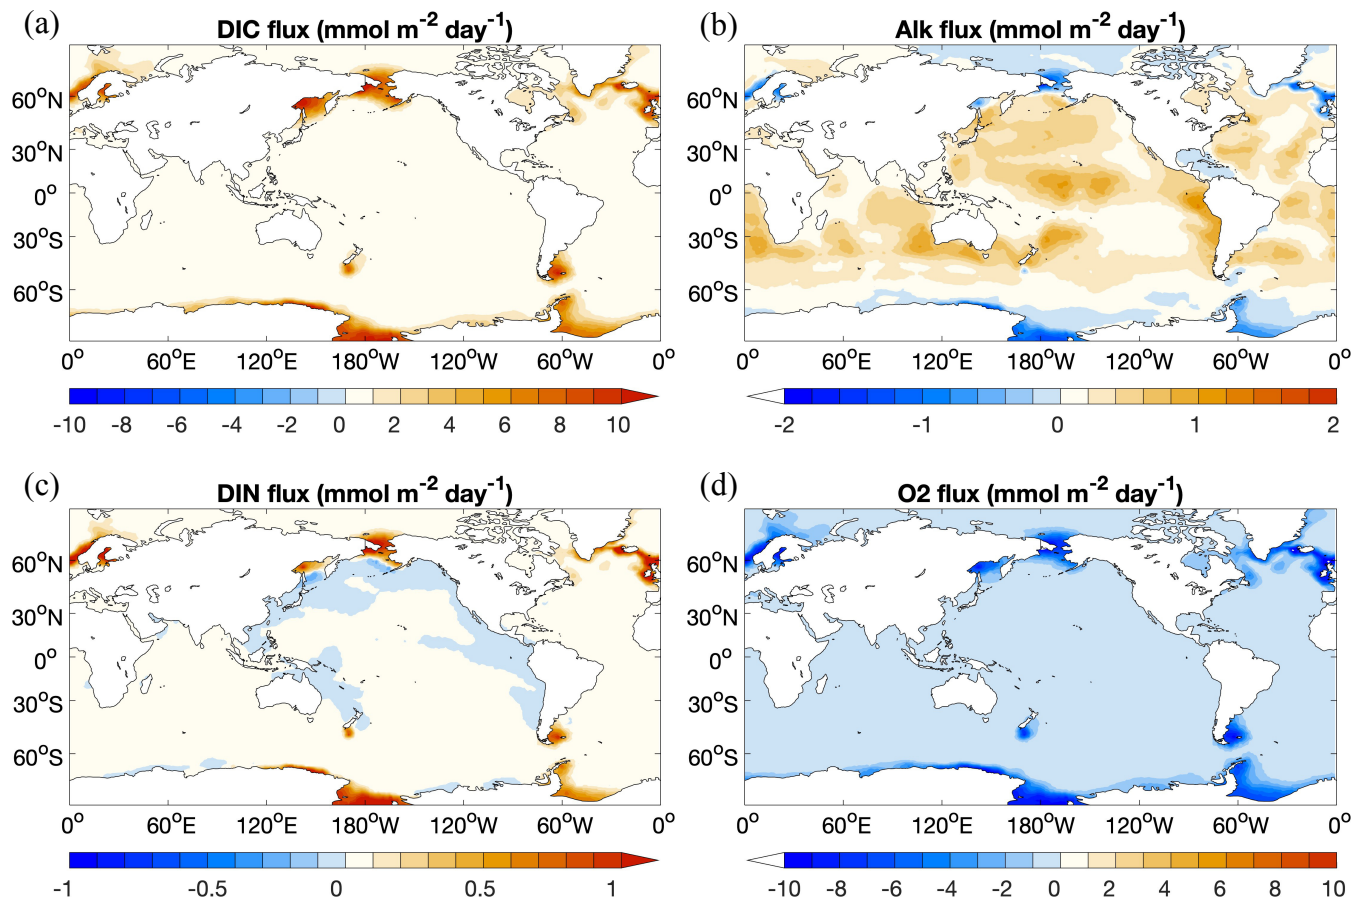 (a) DIC flux (mmol m⁻² day⁻¹)
60°N
30°N
0°
30°S
60°S
0° 60°E 120°E 180°W 120°W 60°W 0°
-10 -8 -6 -4 -2 0 2 4 6 8 10
(b) Alk flux (mmol m⁻² day⁻¹)
60°N
30°N
0°
30°S
60°S
0° 60°E 120°E 180°W 120°W 60°W 0°
-2 -1 0 1 2
(c) DIN flux (mmol m⁻² day⁻¹)
60°N
30°N
0°
30°S
60°S
0° 60°E 120°E 180°W 120°W 60°W 0°
-1 -0.5 0 0.5 1
(d) O2 flux (mmol m⁻² day⁻¹)
60°N
30°N
0°
30°S
60°S
0° 60°E 120°E 180°W 120°W 60°W 0°
-10 -8 -6 -4 -2 0 2 4 6 8 10